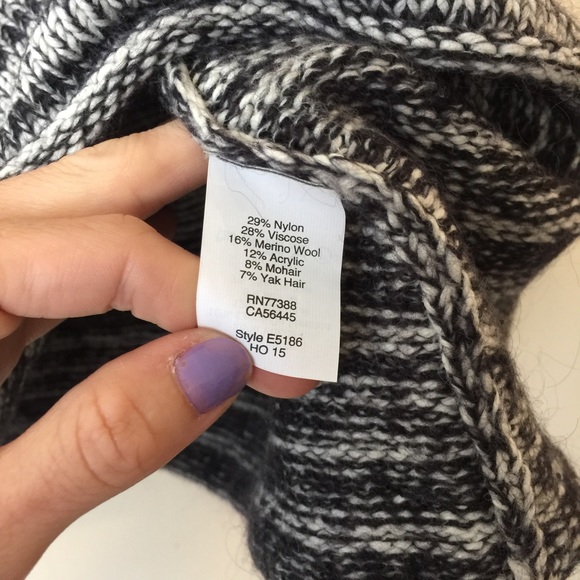 29% Nylon
28% Viscose
16% Merino Wool
12% Acrylic
8% Mohair
7% Yak Hair
RN77388
CA56445
Style E5186
HO 15